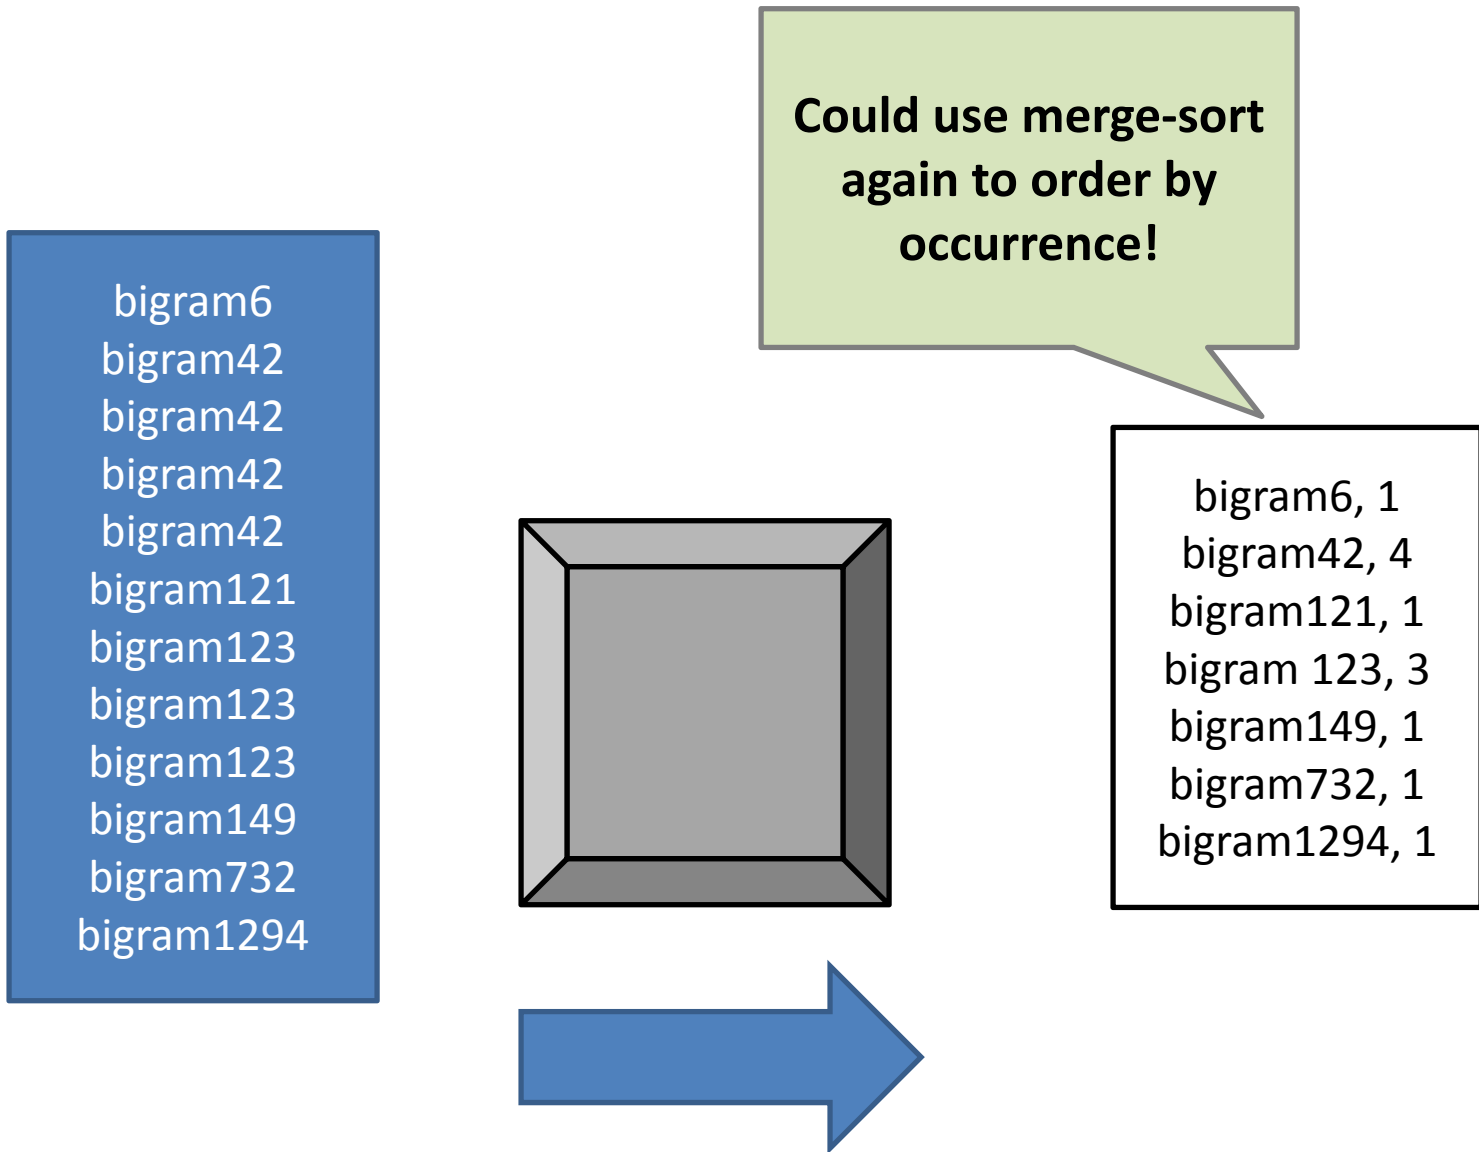 Could use merge-sort
again to order by
occurrence!
bigram6
bigram42
bigram42
bigram42
bigram42
bigram121
bigram123
bigram123
bigram123
bigram149
bigram732
bigram1294
bigram6, 1
bigram42, 4
bigram121, 1
bigram 123, 3
bigram149, 1
bigram732, 1
bigram1294, 1